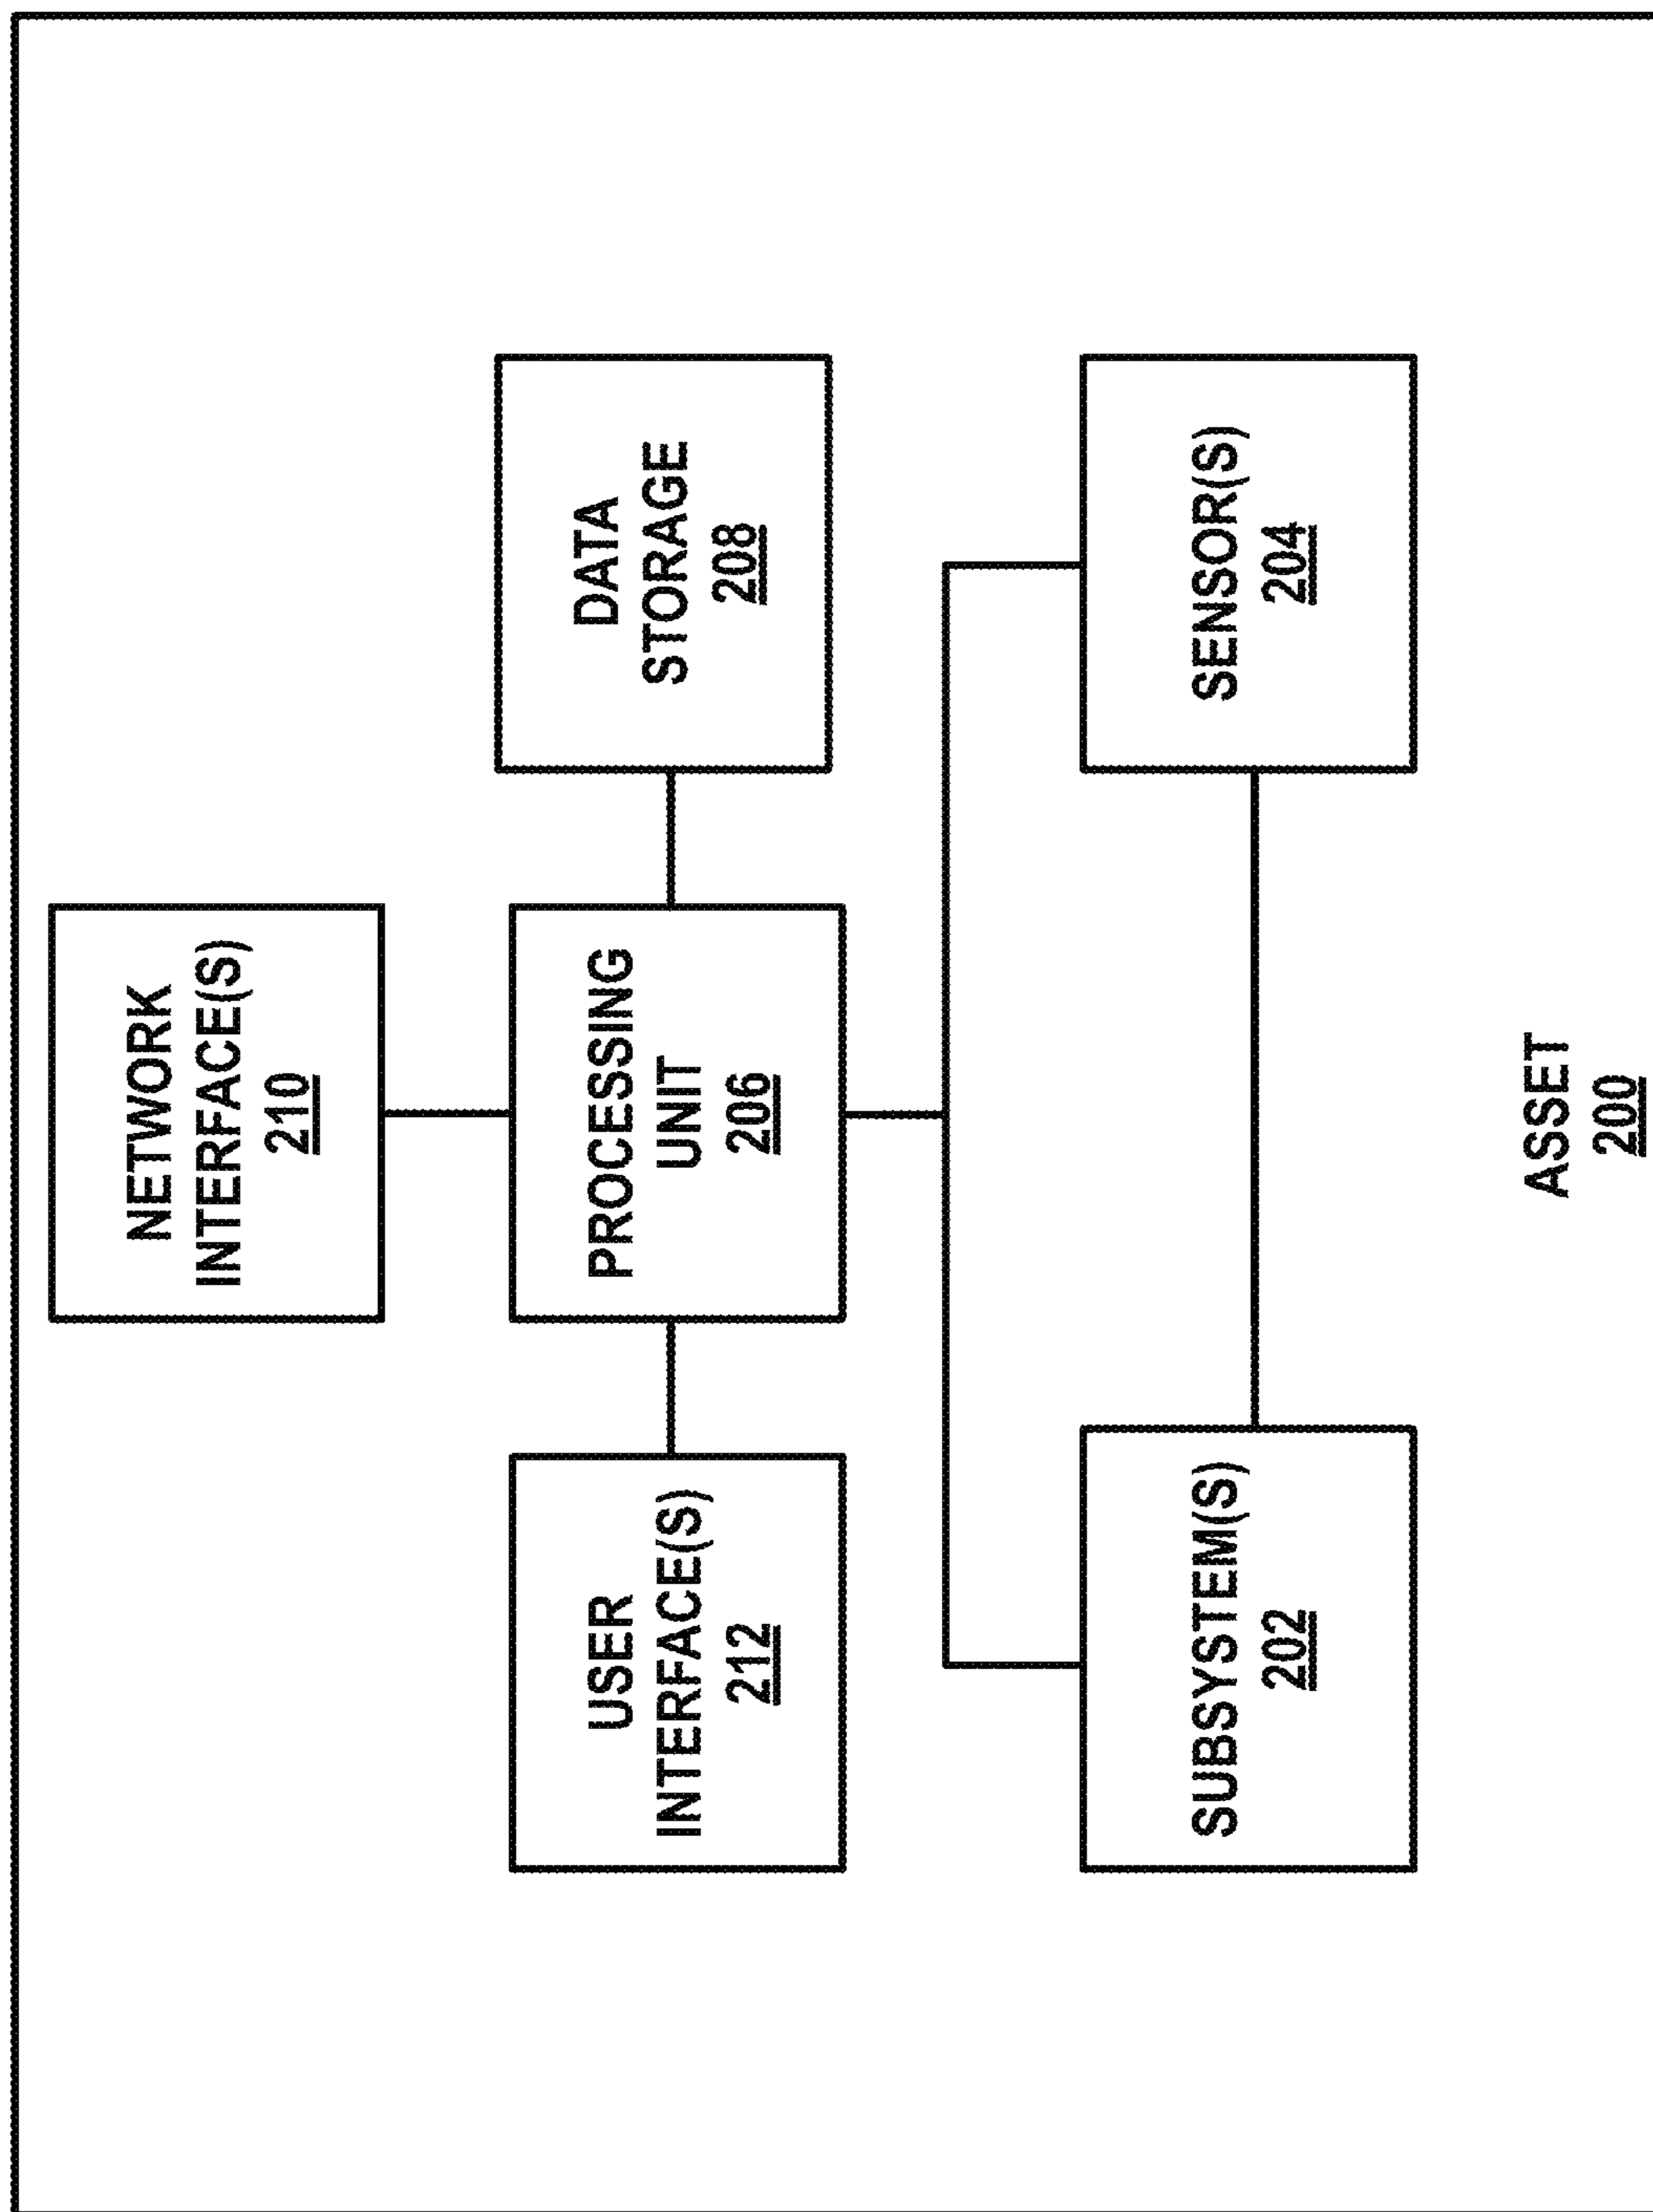 NETWORK
INTERFACE(S)
210
USER
INTERFACE(S)
212
PROCESSING
UNIT
206
DATA
STORAGE
208
SUBSYSTEM(S)
202
SENSOR(S)
204
ASSET
200